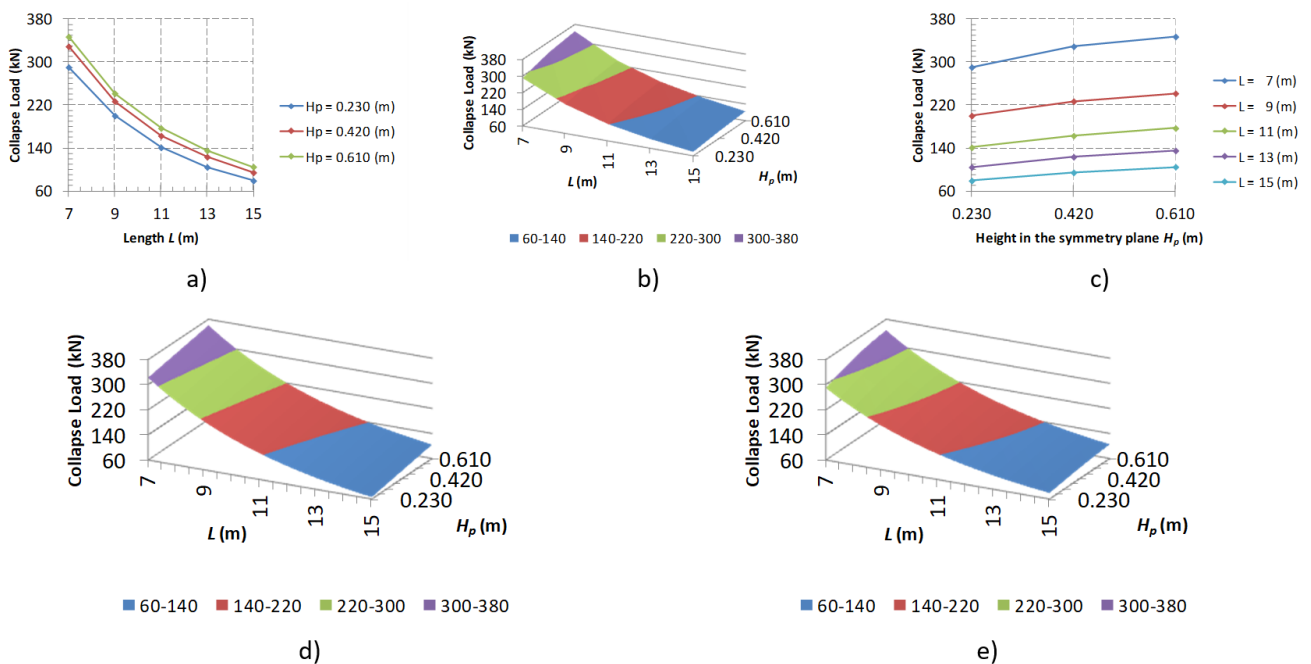 380
300
220
140
60
Collapse Load (kN)
7 9 11 13 15
Length L (m)
Hp = 0.230 (m)
Hp = 0.420 (m)
Hp = 0.610 (m)
a)
380
300
220
140
60
Collapse Load (kN)
7 9 11 13 15
L (m)
0.610
0.420
0.230
Hp (m)
60-140 140-220 220-300 300-380
b)
380
300
220
140
60
Collapse Load (kN)
0.230 0.420 0.610
Height in the symmetry plane Hp (m)
L = 7 (m)
L = 9 (m)
L = 11 (m)
L = 13 (m)
L = 15 (m)
c)
380
300
220
140
60
Collapse Load (kN)
7 9 11 13 15
L (m)
0.610
0.420
0.230
Hp (m)
60-140 140-220 220-300 300-380
d)
380
300
220
140
60
Collapse Load (kN)
7 9 11 13 15
L (m)
0.610
0.420
0.230
Hp (m)
60-140 140-220 220-300 300-380
e)